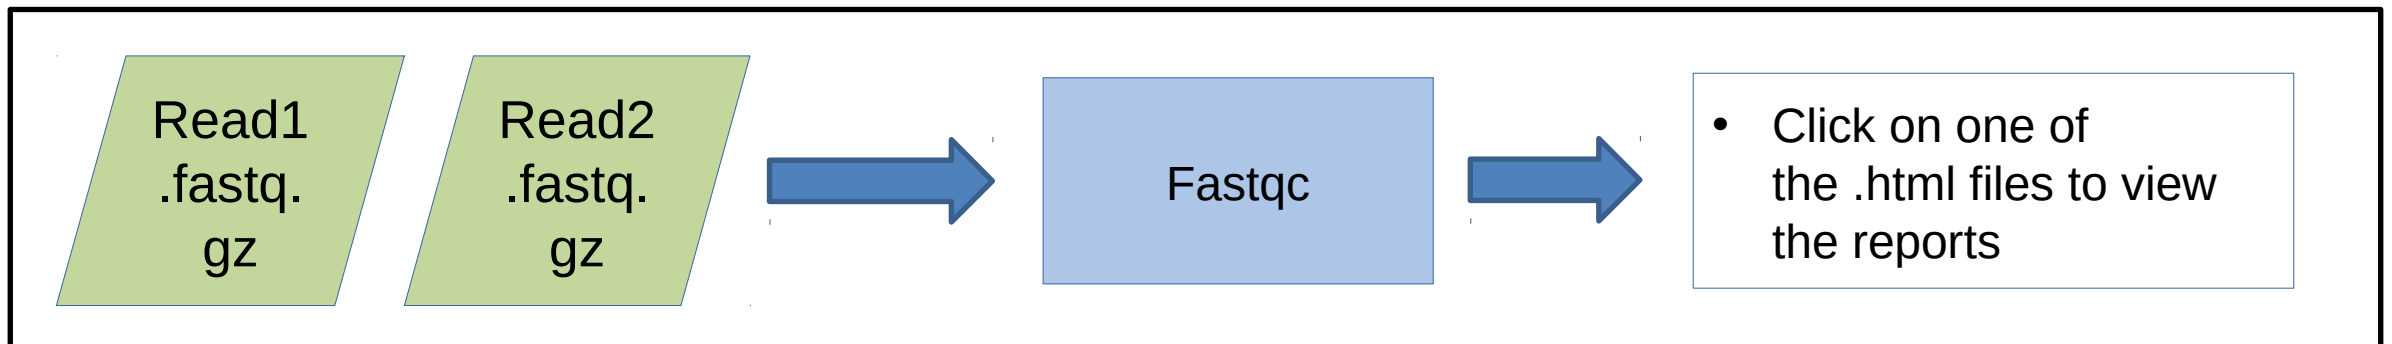 Read1
.fastq.
gz
Read2
.fastq.
gz
Fastqc
• Click on one of
the .html files to view
the reports